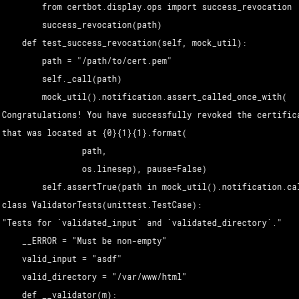 from certbot.display.ops import success_revocation
success_revocation(path)
def test_success_revocation(self, mock_util):
path = "/path/to/cert.pem"
self._call(path)
mock_util().notification.assert_called_once_with(
Congratulations! You have successfully revoked the certifica
that was located at {0}{1}{1}.format(
path,
os.linesep), pause=False)
self.assertTrue(path in mock_util().notification.cal
class ValidatorTests(unittest.TestCase):
"Tests for `validated_input` and `validated_directory`."
__ERROR = "Must be non-empty"
valid_input = "asdf"
valid_directory = "/var/www/html"
def __validator(m):